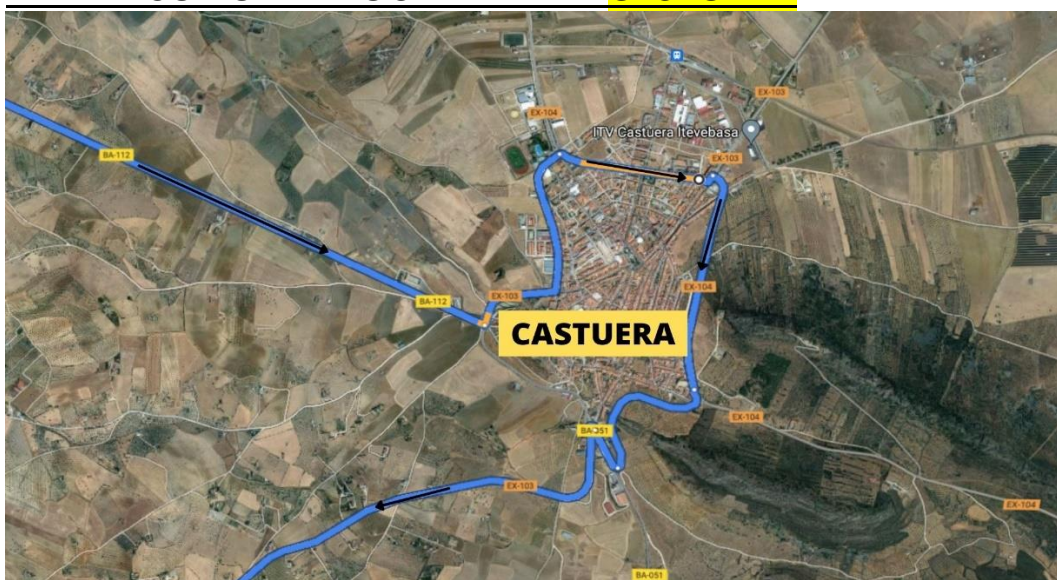 EX-104
EX-103
ITV Castuera Itevebasa
BA-112
EX-103
EX-104
BA-112
EX-103
CASTUERA
EX-104
BA-051
EX-103
EX-104
BA-051